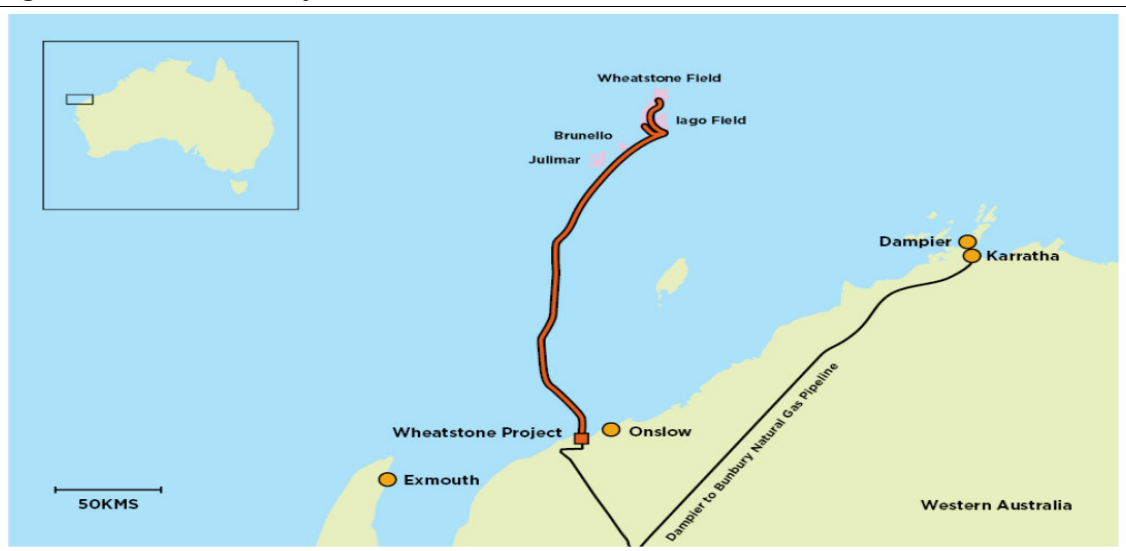 Wheatstone Field
Iago Field
Brunello
Julimar
Dampier
Karratha
Dampier to Bunbury Natural Gas Pipeline
Wheatstone Project
Onslow
Exmouth
50KMS
Western Australia